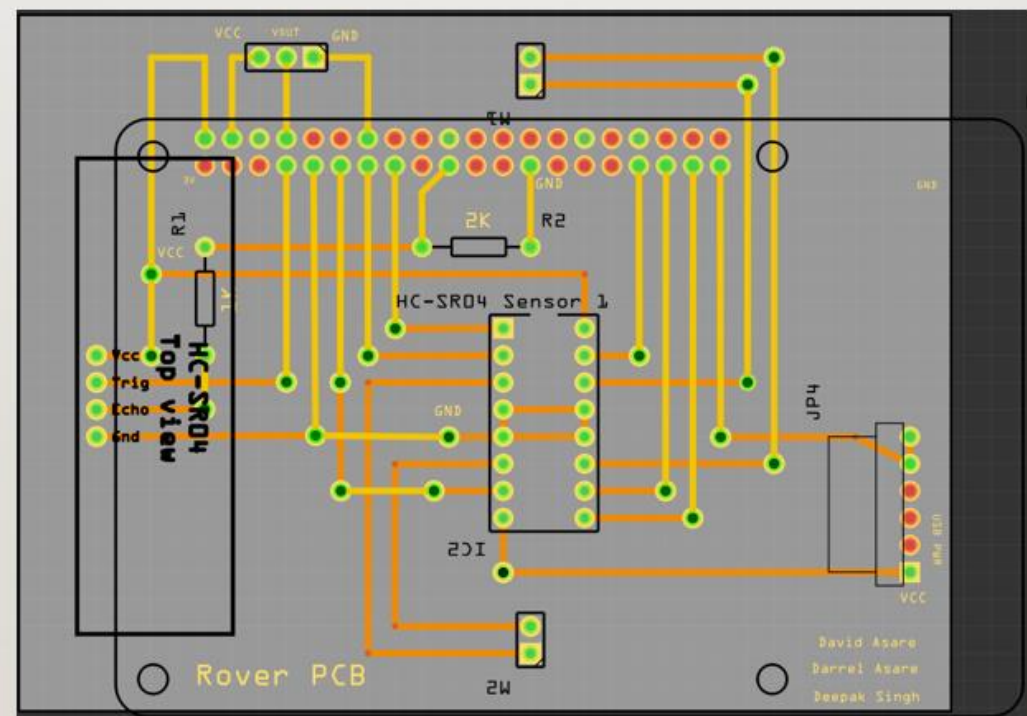 VCC VOUT GND
M1
3V
GND
GND
R1
2K R2
VCC
HC-SR04 Sensor 1
1K
Vcc
Trig
Echo
Gnd
HC-SR04
Top view
GND
JP4
IC2
USB PWR
VCC
M2
Rover PCB
David Asare
Darrel Asare
Deepak Singh